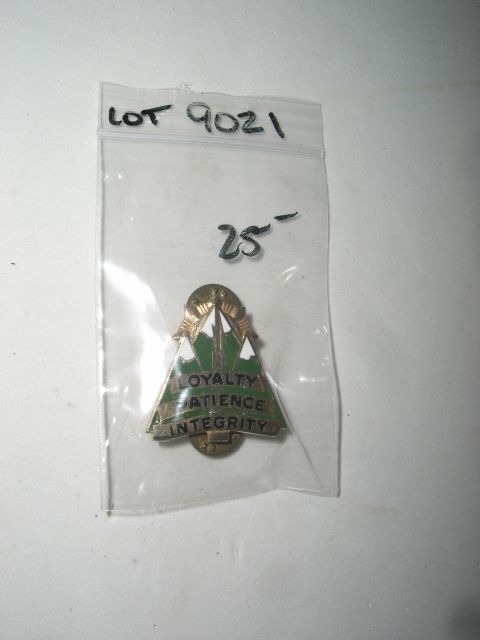 LOT 9021
25-
LOYALTY
PATIENCE
INTEGRITY